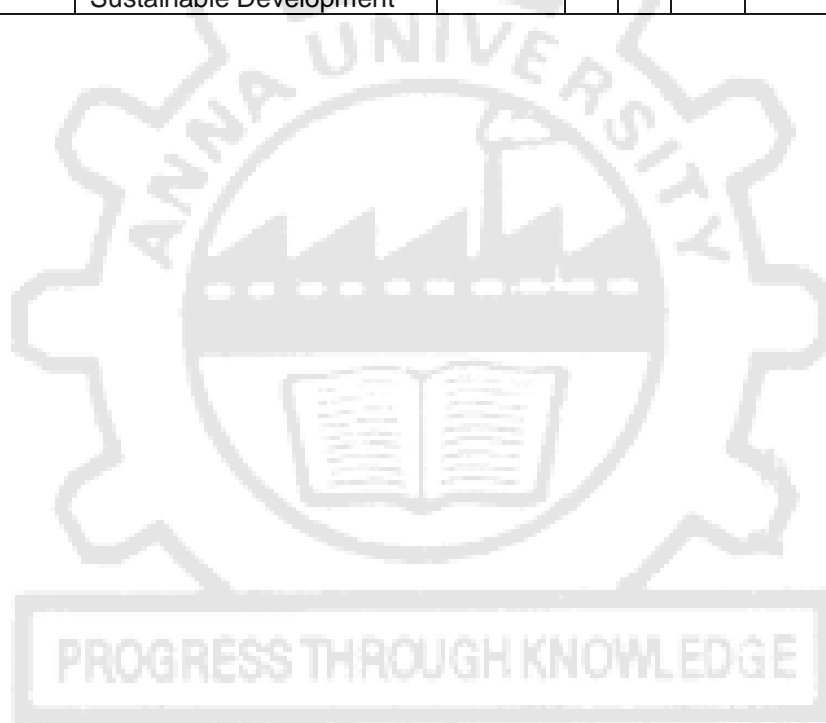 Sustainable Development
ANNA UNIVERSITY
PROGRESS THROUGH KNOWLEDGE